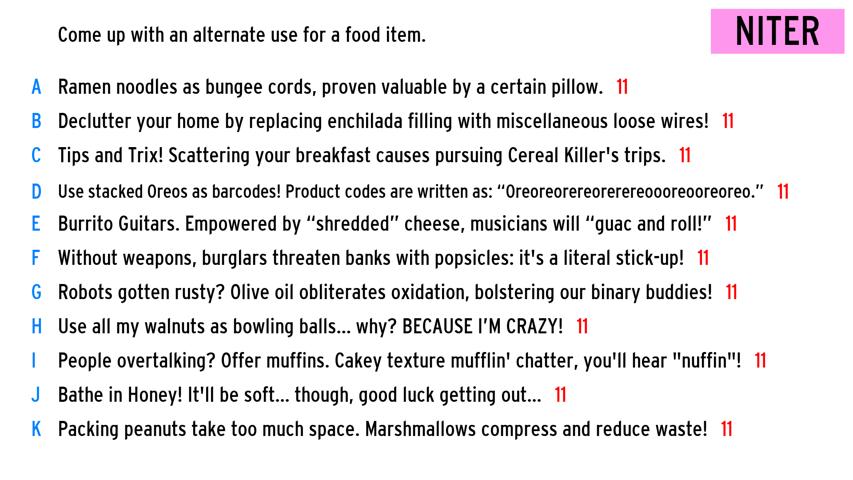 Come up with an alternate use for a food item.
NITER
A Ramen noodles as bungee cords, proven valuable by a certain pillow. 11
B Declutter your home by replacing enchilada filling with miscellaneous loose wires! 11
C Tips and Trix! Scattering your breakfast causes pursuing Cereal Killer's trips. 11
D Use stacked Oreos as barcodes! Product codes are written as: “Oreoreorereorerereoooreooreoreo.” 11
E Burrito Guitars. Empowered by “shredded” cheese, musicians will “guac and roll!” 11
F Without weapons, burglars threaten banks with popsicles: it's a literal stick-up! 11
G Robots gotten rusty? Olive oil obliterates oxidation, bolstering our binary buddies! 11
H Use all my walnuts as bowling balls... why? BECAUSE I’M CRAZY! 11
I People overtalking? Offer muffins. Cakey texture mufflin' chatter, you'll hear "nuffin"! 11
J Bathe in Honey! It'll be soft... though, good luck getting out... 11
K Packing peanuts take too much space. Marshmallows compress and reduce waste! 11